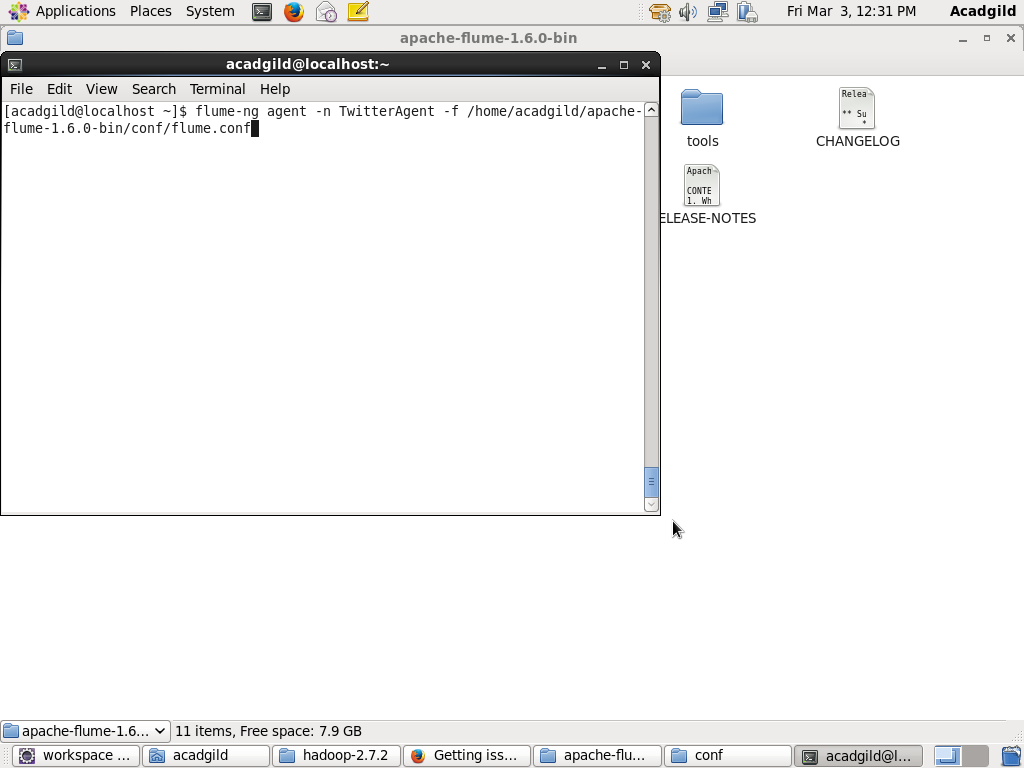 Applications Places System Fri Mar 3, 12:31 PM Acadgild
apache-flume-1.6.0-bin
acadgild@localhost:~
File Edit View Search Terminal Help
[acadgild@localhost ~]$ flume-ng agent -n TwitterAgent -f /home/acadgild/apache-
flume-1.6.0-bin/conf/flume.conf
Relea
** Su
*
tools CHANGELOG
Apach
CONTE
1. Wh
ELEASE-NOTES
apache-flume-1.6... 11 items, Free space: 7.9 GB
workspace ... acadgild hadoop-2.7.2 Getting iss... apache-flu... conf acadgild@l...